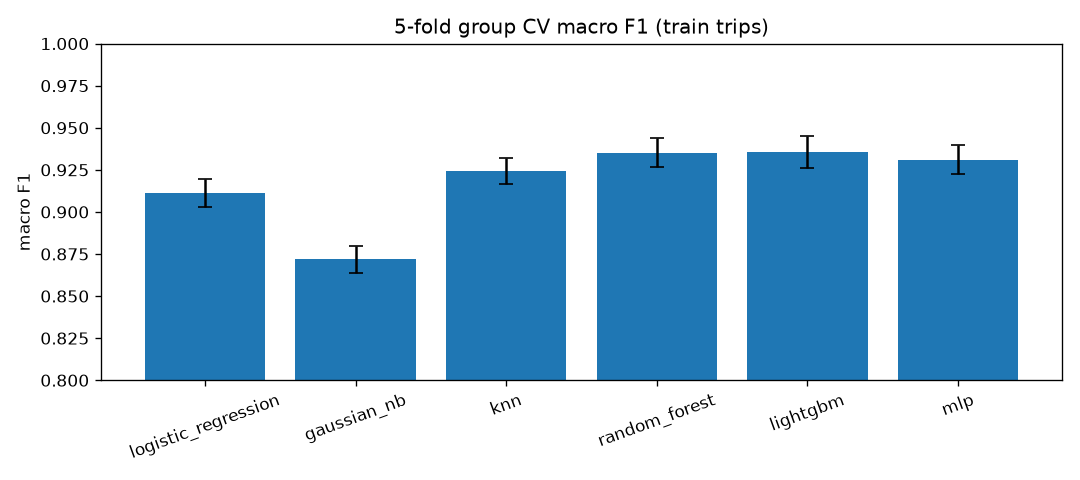 5-fold group CV macro F1 (train trips)
macro F1
1.000
0.975
0.950
0.925
0.900
0.875
0.850
0.825
0.800
logistic_regression
gaussian_nb
knn
random_forest
lightgbm
mlp